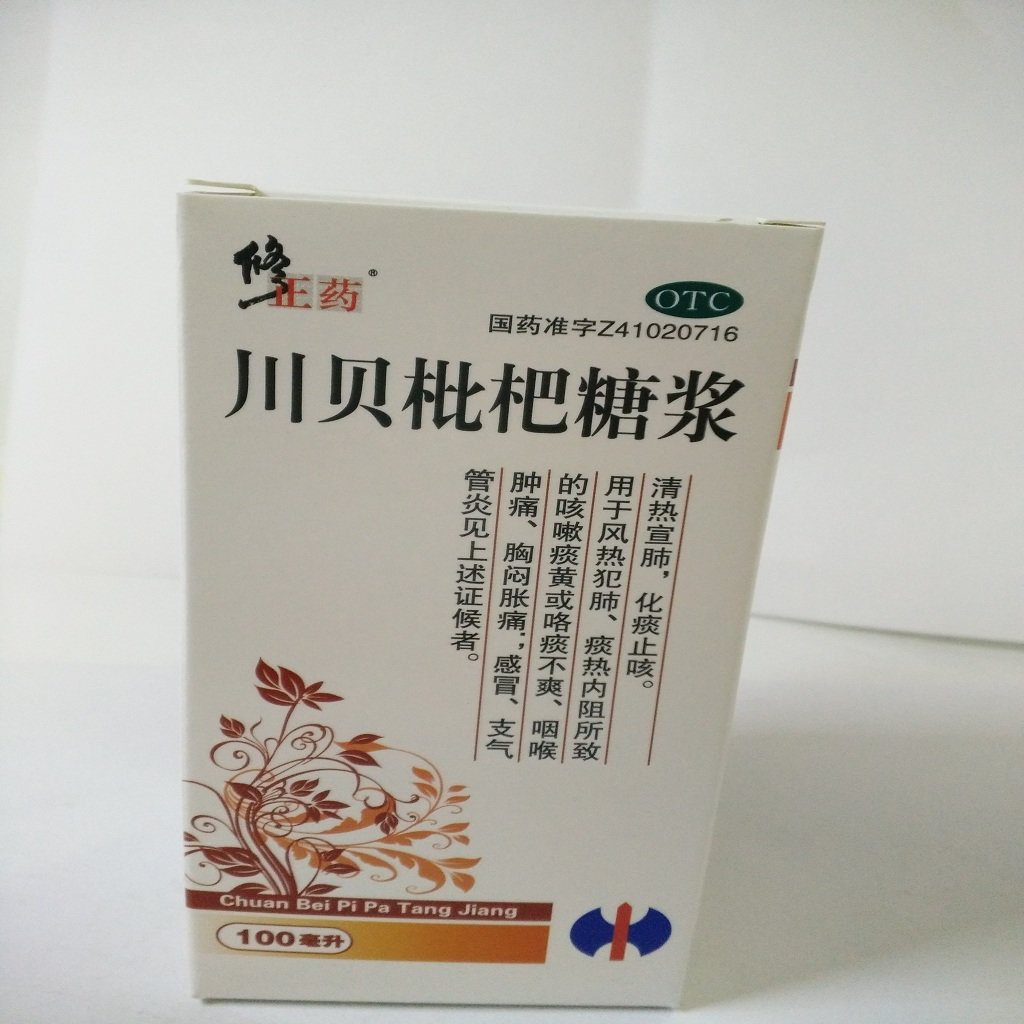 修正药®
OTC
国药准字Z41020716
川贝枇杷糖浆
清热宣肺，化痰止咳。
用于风热犯肺、痰热内阻所致
的咳嗽痰黄或咯痰不爽、咽喉
肿痛、胸闷胀痛；感冒、支气
管炎见上述证候者。
Chuan Bei Pi Pa Tang Jiang
100毫升